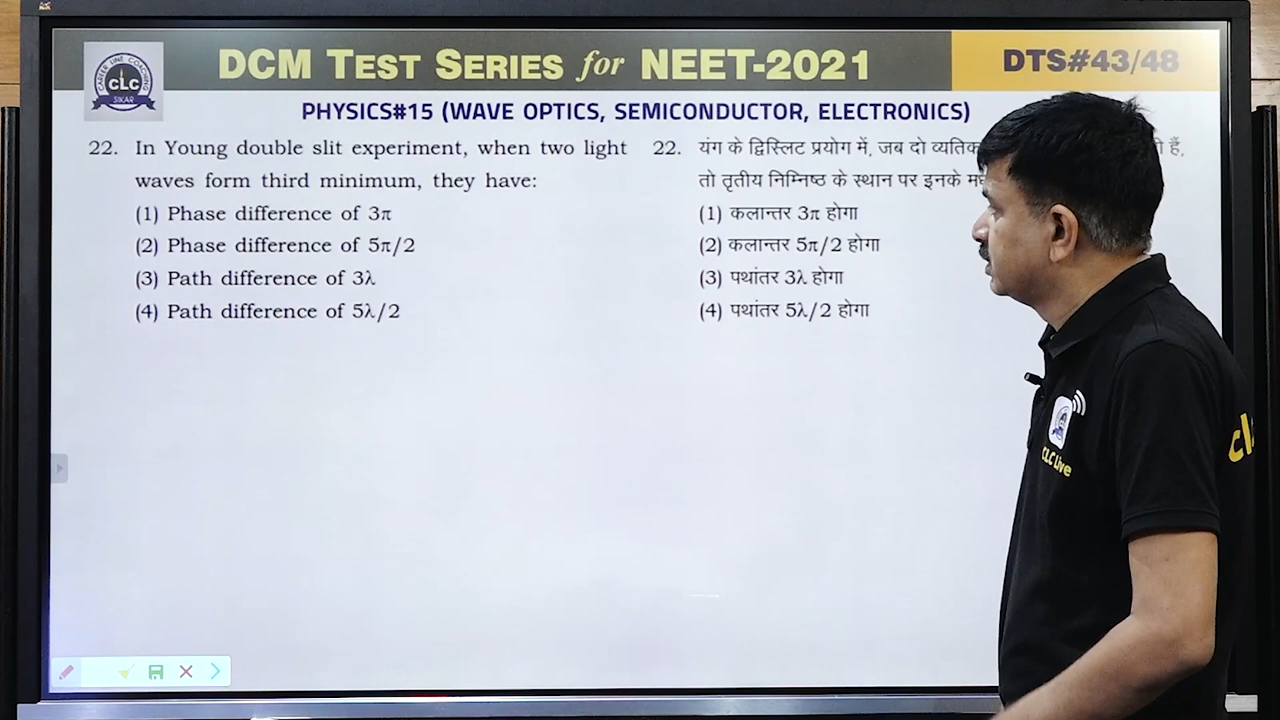 DCM TEST SERIES for NEET-2021
DTS#43/48
CAREER LINE COACHING
CLC
SIKAR
PHYSICS#15 (WAVE OPTICS, SEMICONDUCTOR, ELECTRONICS)
22. In Young double slit experiment, when two light
waves form third minimum, they have:
(1) Phase difference of 3π
(2) Phase difference of 5π/2
(3) Path difference of 3λ
(4) Path difference of 5λ/2
22. यंग के द्विस्लिट प्रयोग में, जब दो हैं,
तो तृतीय निम्निष्ठ के स्थान पर इनके
(1) कलान्तर 3π होगा
(2) कलान्तर 5π/2 होगा
(3) पथांतर 3λ होगा
(4) पथांतर 5λ/2 होगा
CLC Live